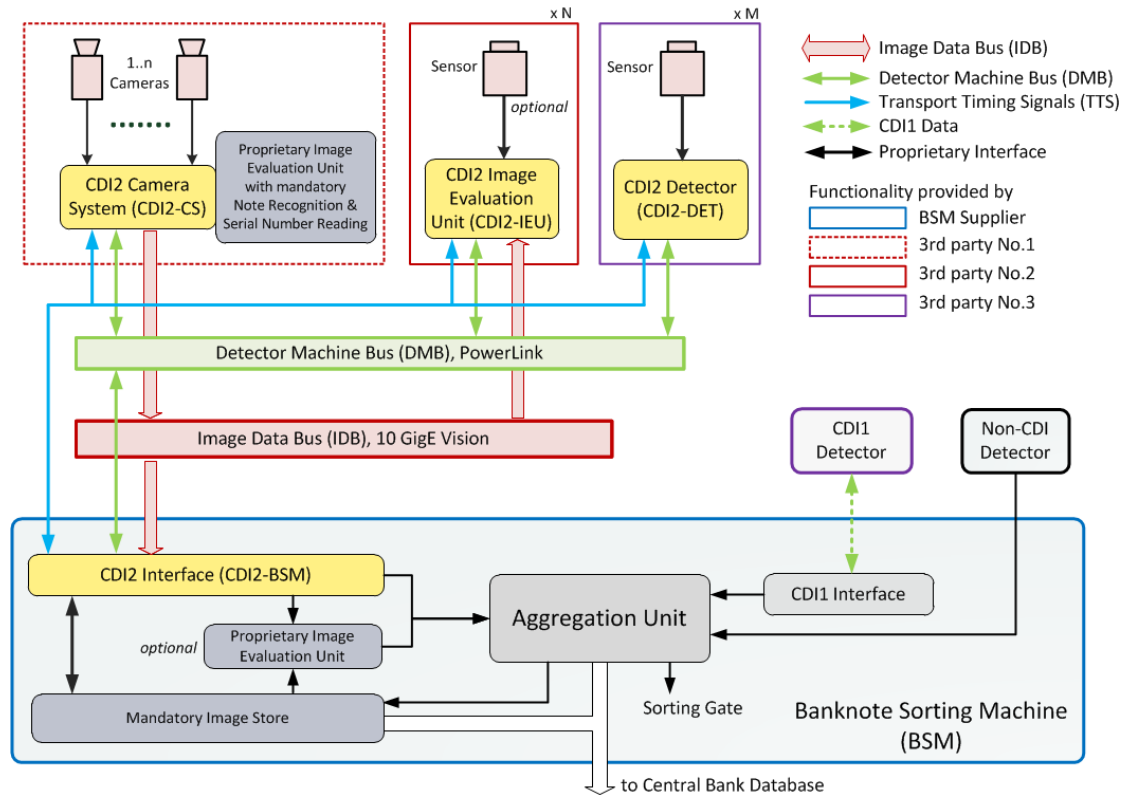 x N
x M
1..n
Cameras
Sensor
optional
Sensor
CDI2 Camera
System (CDI2-CS)
Proprietary Image
Evaluation Unit
with mandatory
Note Recognition &
Serial Number Reading
CDI2 Image
Evaluation
Unit (CDI2-IEU)
CDI2 Detector
(CDI2-DET)
Image Data Bus (IDB)
Detector Machine Bus (DMB)
Transport Timing Signals (TTS)
CDI1 Data
Proprietary Interface
Functionality provided by
BSM Supplier
3rd party No.1
3rd party No.2
3rd party No.3
Detector Machine Bus (DMB), PowerLink
Image Data Bus (IDB), 10 GigE Vision
CDI1
Detector
Non-CDI
Detector
CDI2 Interface (CDI2-BSM)
optional
Proprietary Image
Evaluation Unit
Mandatory Image Store
Aggregation Unit
CDI1 Interface
Sorting Gate
Banknote Sorting Machine
(BSM)
to Central Bank Database